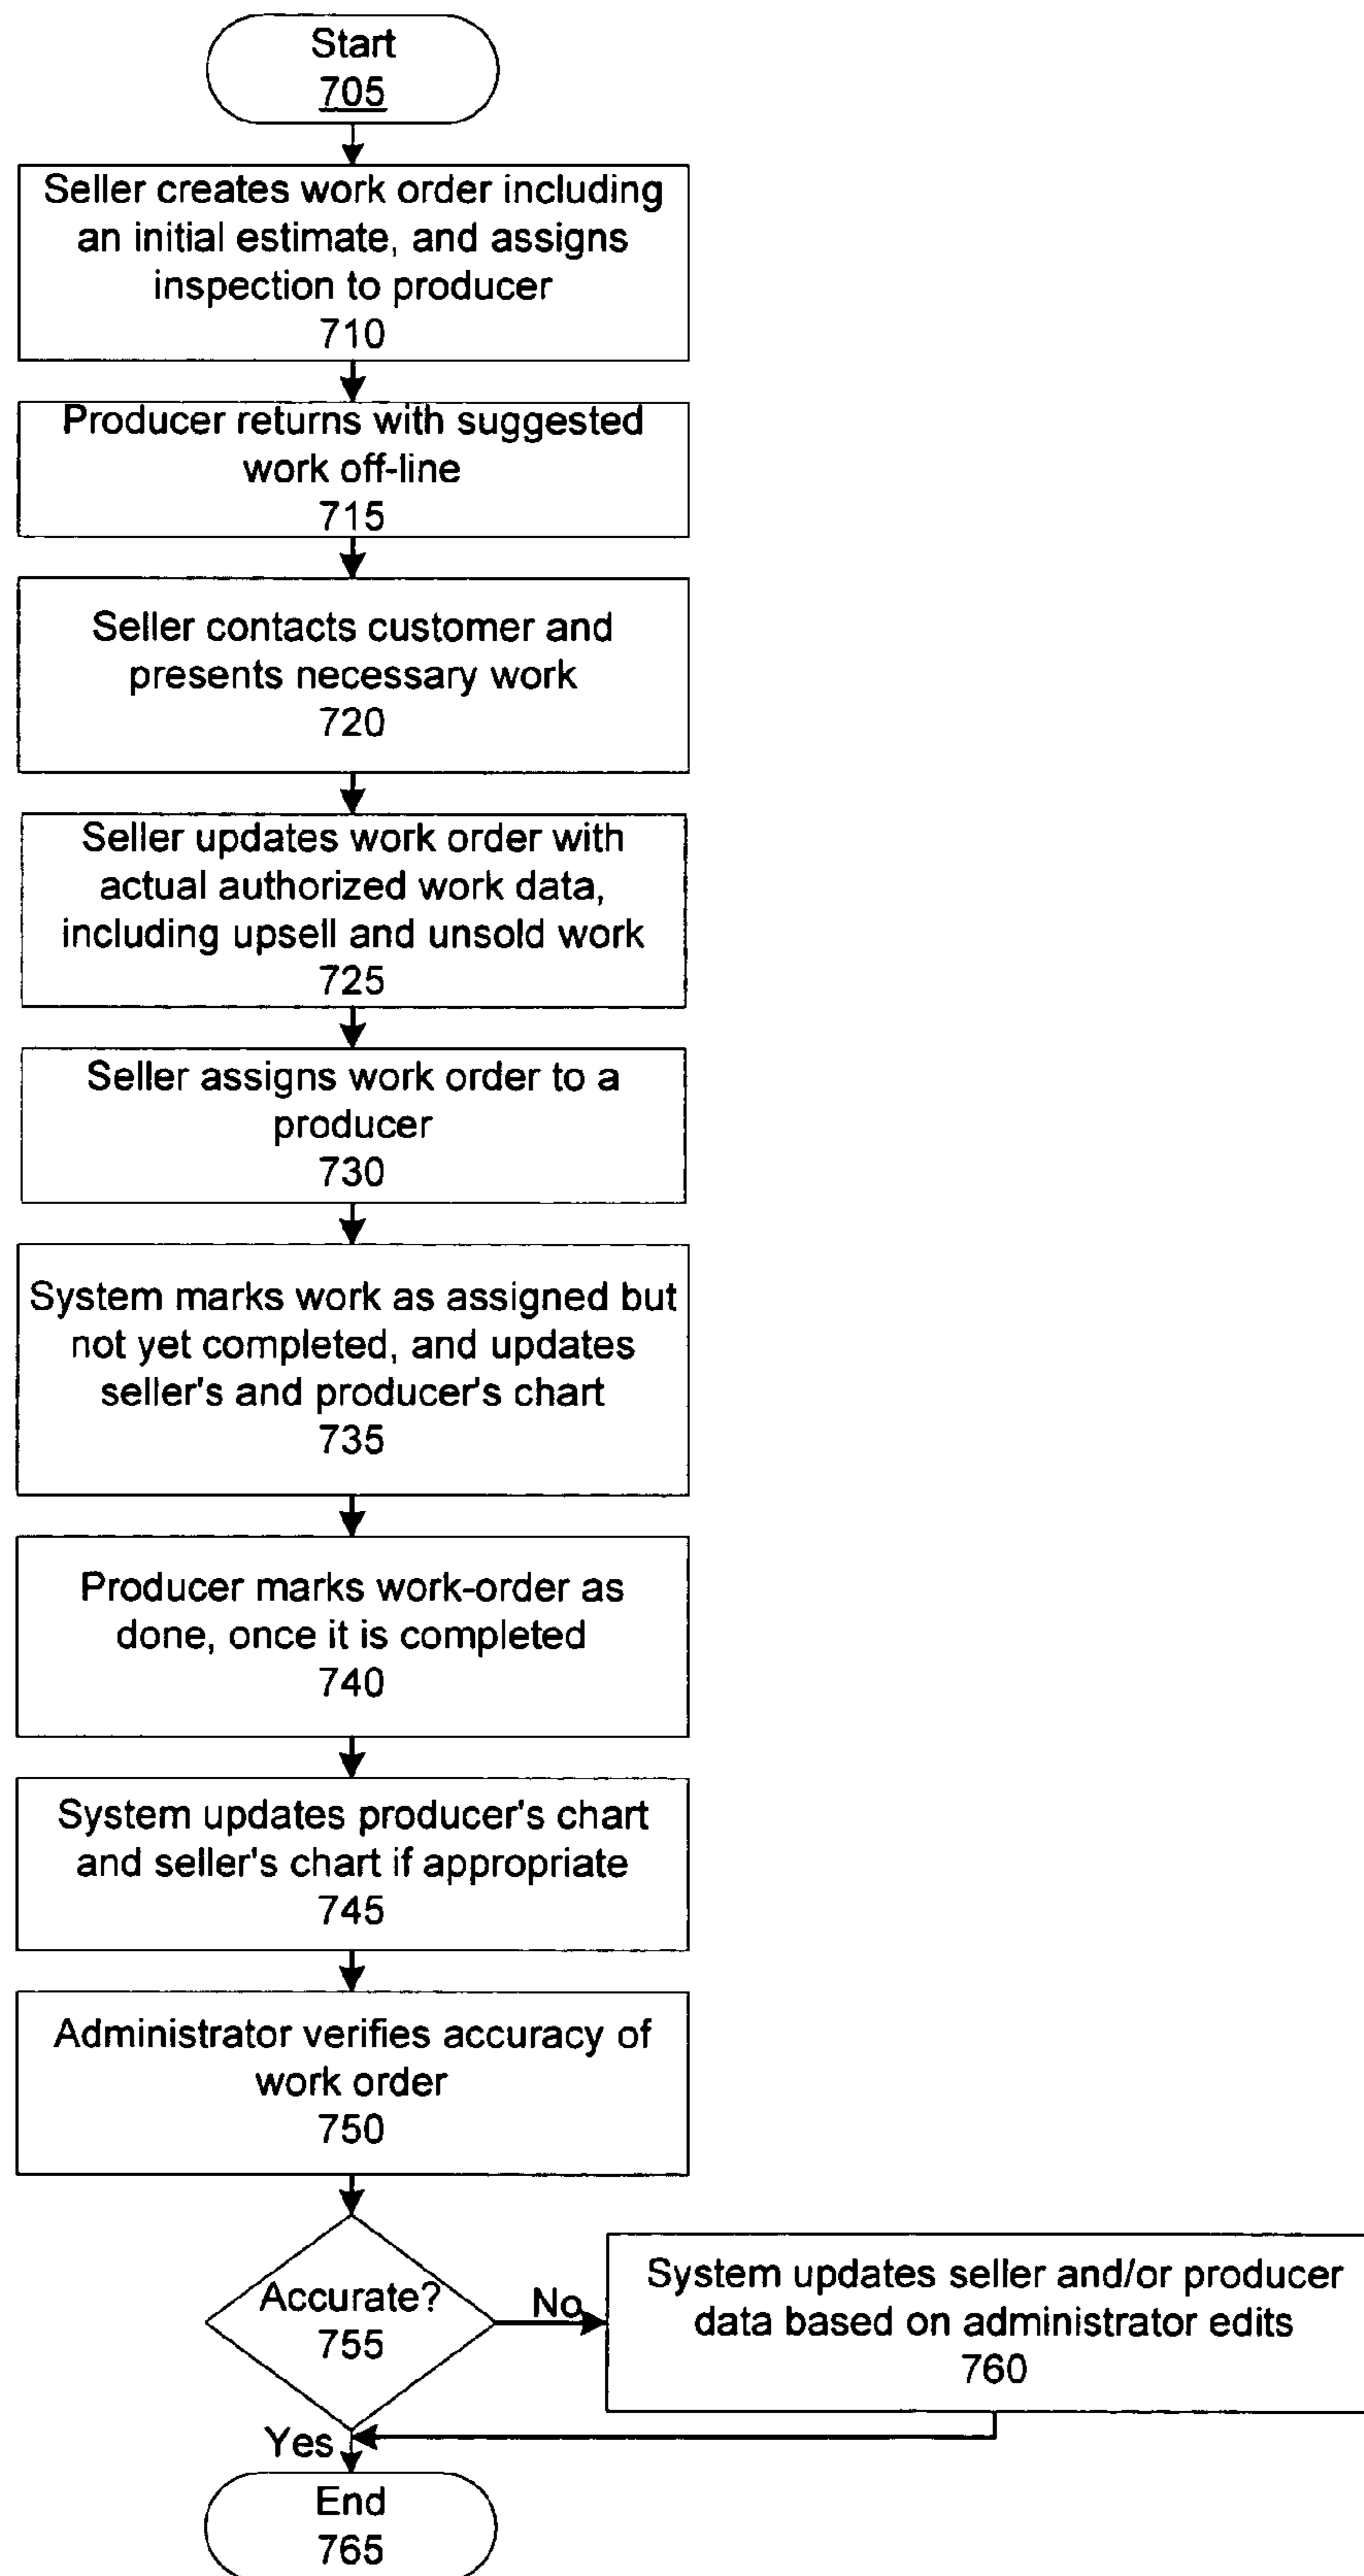 Start
705
Seller creates work order including
an initial estimate, and assigns
inspection to producer
710
Producer returns with suggested
work off-line
715
Seller contacts customer and
presents necessary work
720
Seller updates work order with
actual authorized work data,
including upsell and unsold work
725
Seller assigns work order to a
producer
730
System marks work as assigned but
not yet completed, and updates
seller's and producer's chart
735
Producer marks work-order as
done, once it is completed
740
System updates producer's chart
and seller's chart if appropriate
745
Administrator verifies accuracy of
work order
750
Accurate?
755
No
System updates seller and/or producer
data based on administrator edits
760
Yes
End
765